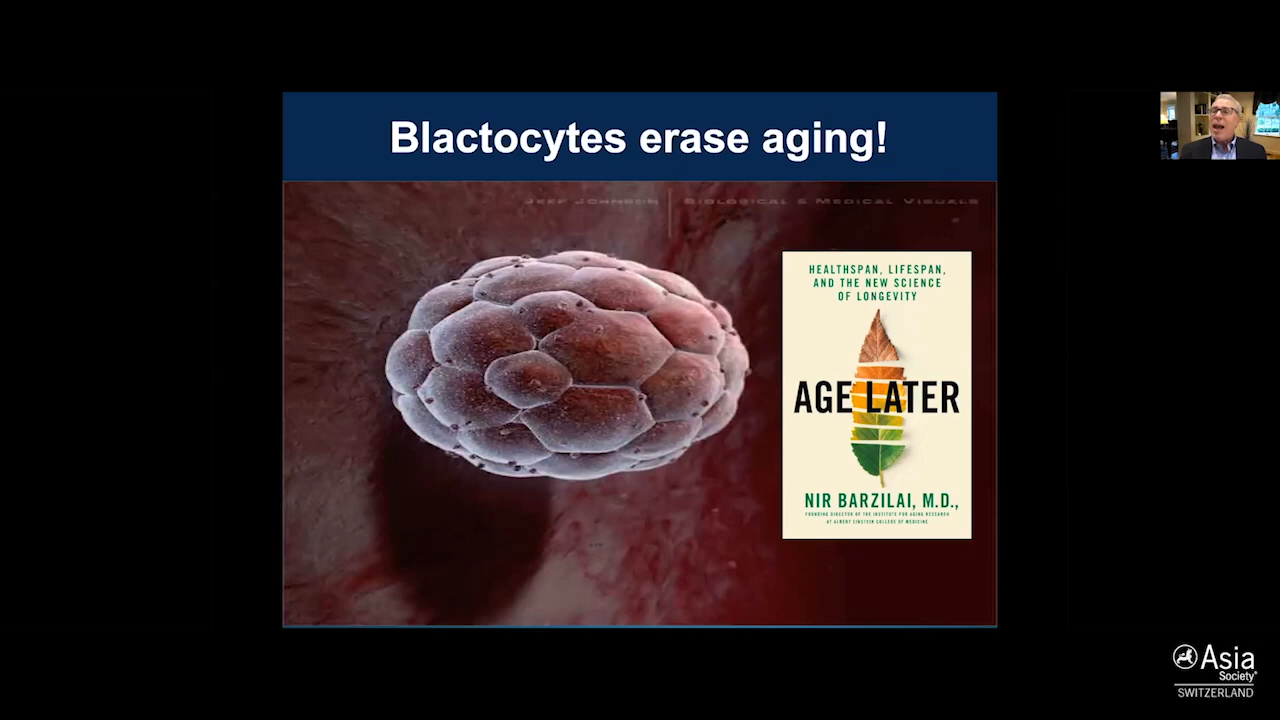 Blactocytes erase aging!
JEFF JOHNSON | BIOLOGICAL & MEDICAL VISUALS
HEALTHSPAN, LIFESPAN,
AND THE NEW SCIENCE
OF LONGEVITY
AGE LATER
NIR BARZILAI, M.D.,
FOUNDING DIRECTOR OF THE INSTITUTE FOR AGING RESEARCH
AT ALBERT EINSTEIN COLLEGE OF MEDICINE
Asia
Society
SWITZERLAND